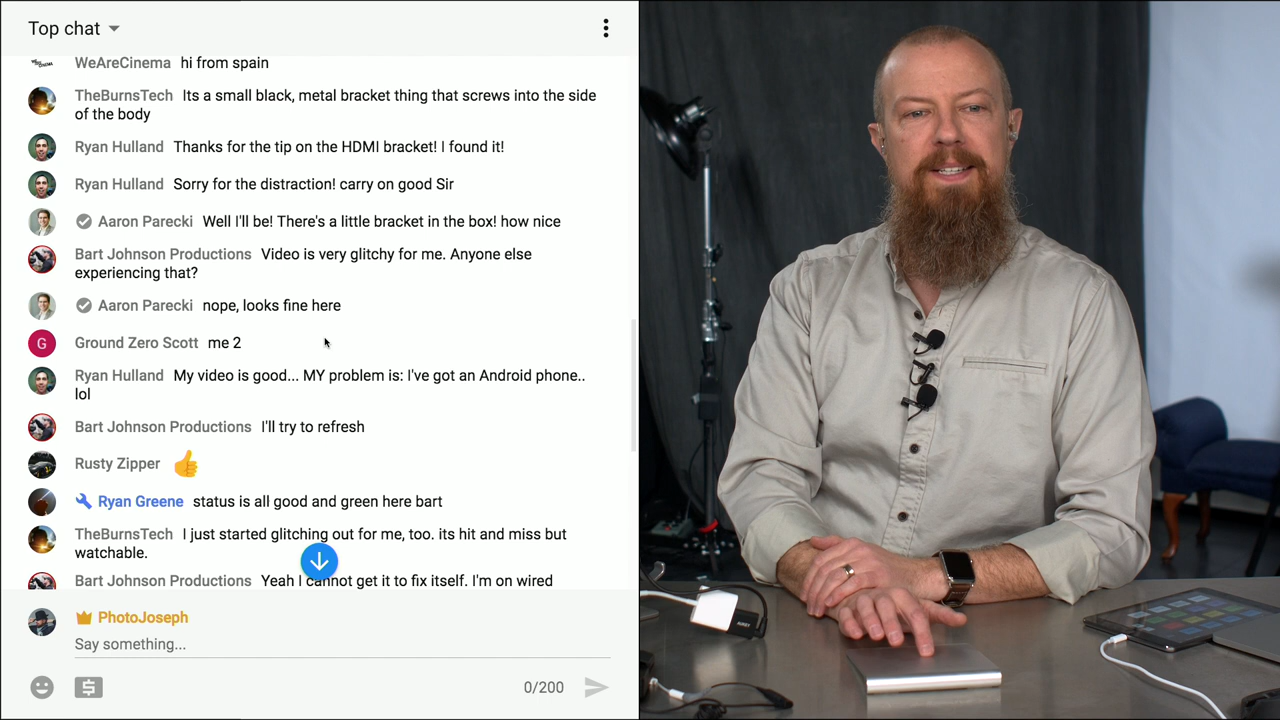 Top chat
WeAreCinema hi from spain
TheBurnsTech Its a small black, metal bracket thing that screws into the side
of the body
Ryan Hulland Thanks for the tip on the HDMI bracket! I found it!
Ryan Hulland Sorry for the distraction! carry on good Sir
Aaron Parecki Well I'll be! There's a little bracket in the box! how nice
Bart Johnson Productions Video is very glitchy for me. Anyone else
experiencing that?
Aaron Parecki nope, looks fine here
G Ground Zero Scott me 2
Ryan Hulland My video is good... MY problem is: I've got an Android phone..
lol
Bart Johnson Productions I'll try to refresh
Rusty Zipper 👍
Ryan Greene status is all good and green here bart
TheBurnsTech I just started glitching out for me, too. its hit and miss but
watchable.
Bart Johnson Productions Yeah I cannot get it to fix itself. I'm on wired
PhotoJoseph
Say something...
0/200